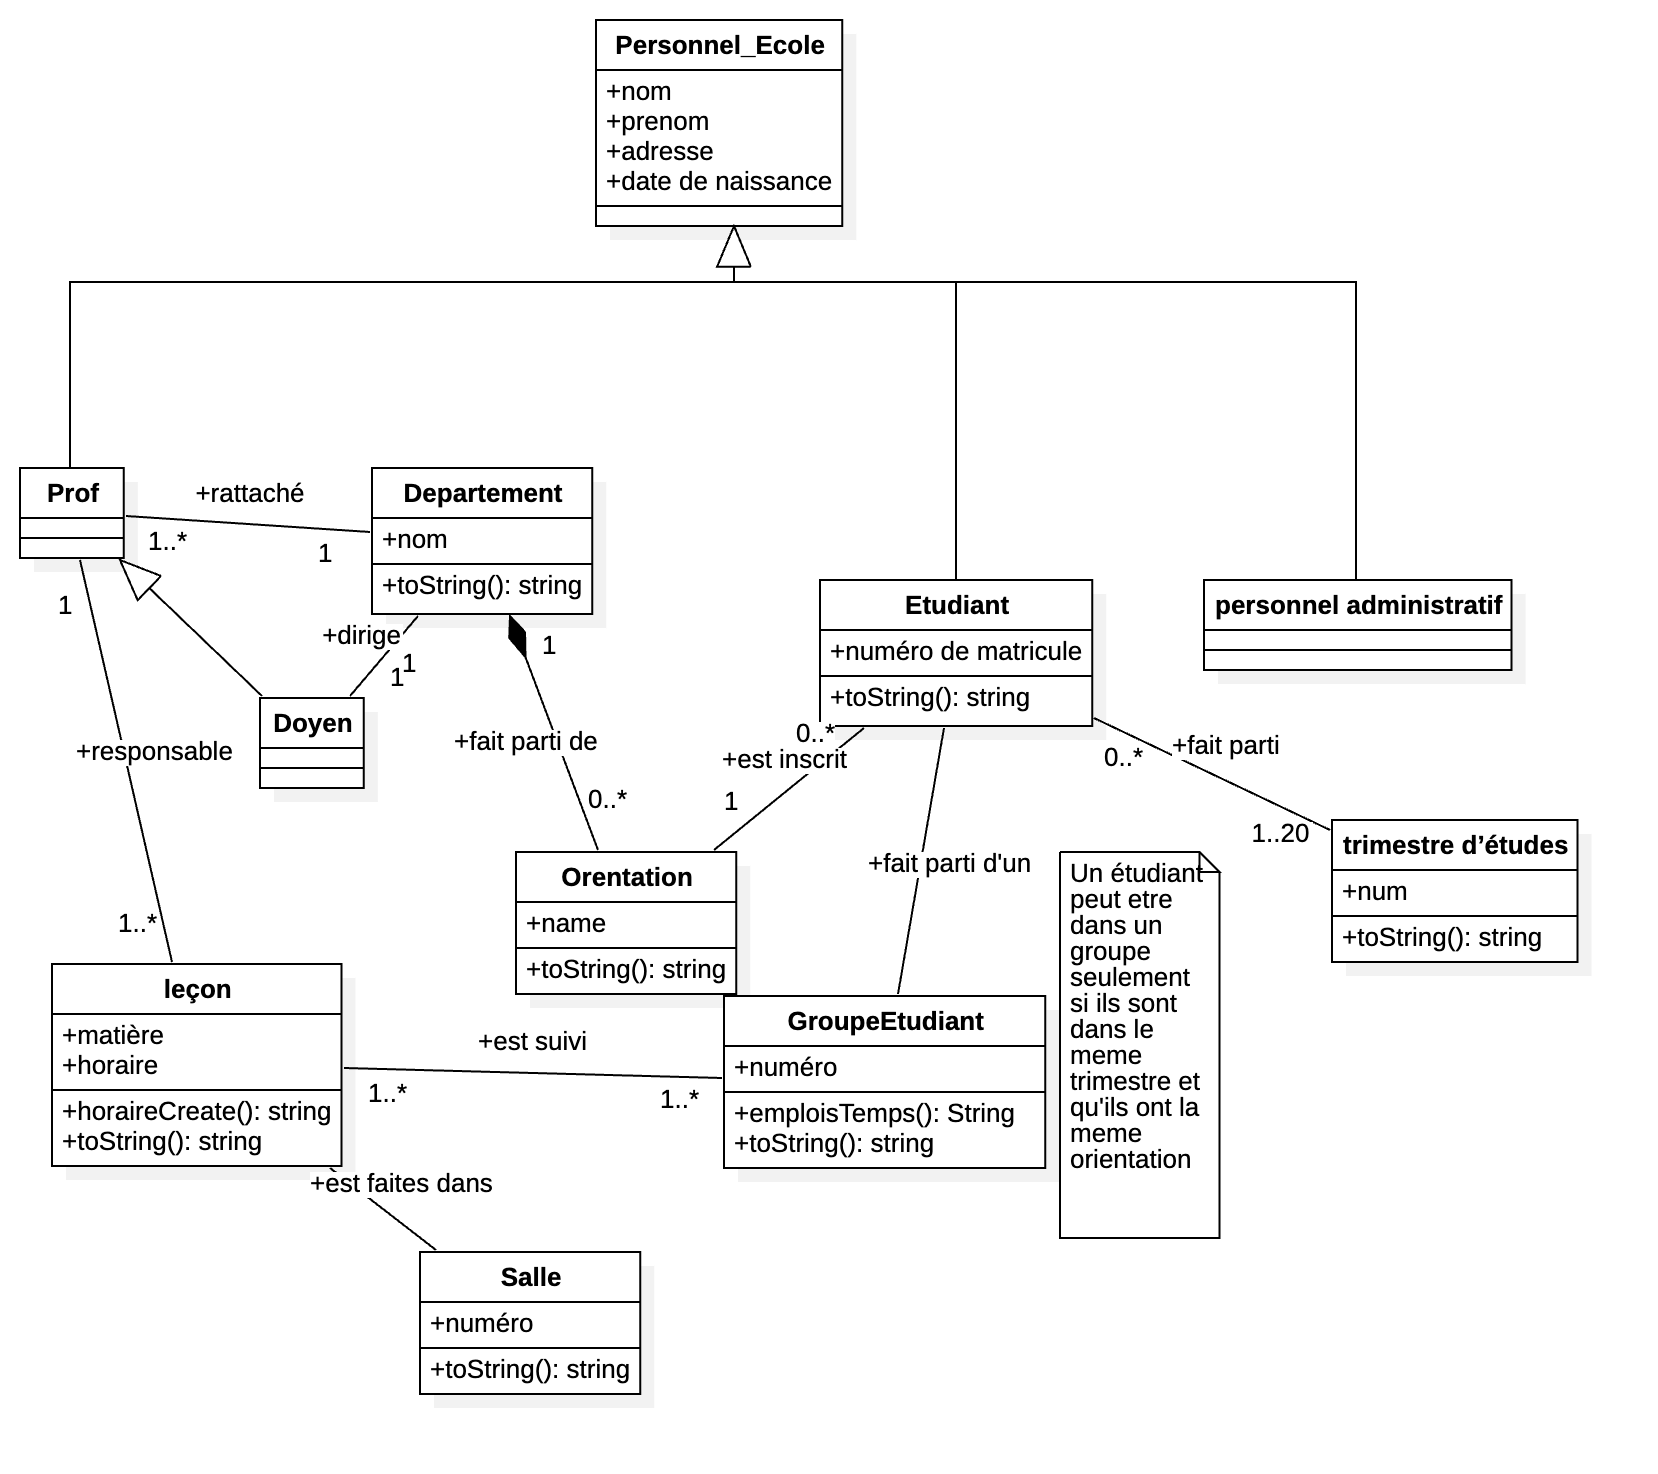 Personnel_Ecole
+nom
+prenom
+adresse
+date de naissance
Prof
+rattaché
1..*
1
Departement
+nom
+toString(): string
1
+dirige
1
1
1
Doyen
+responsable
+fait parti de
0..*
1..*
Etudiant
+numéro de matricule
+toString(): string
personnel administratif
0..*
+est inscrit
1
0..*
+fait parti
1..20
trimestre d’études
+num
+toString(): string
+fait parti d'un
Orentation
+name
+toString(): string
Un étudiant
peut etre
dans un
groupe
seulement
si ils sont
dans le
meme
trimestre et
qu'ils ont la
meme
orientation
leçon
+matière
+horaire
+horaireCreate(): string
+toString(): string
+est suivi
1..*
1..*
GroupeEtudiant
+numéro
+emploisTemps(): String
+toString(): string
+est faites dans
Salle
+numéro
+toString(): string